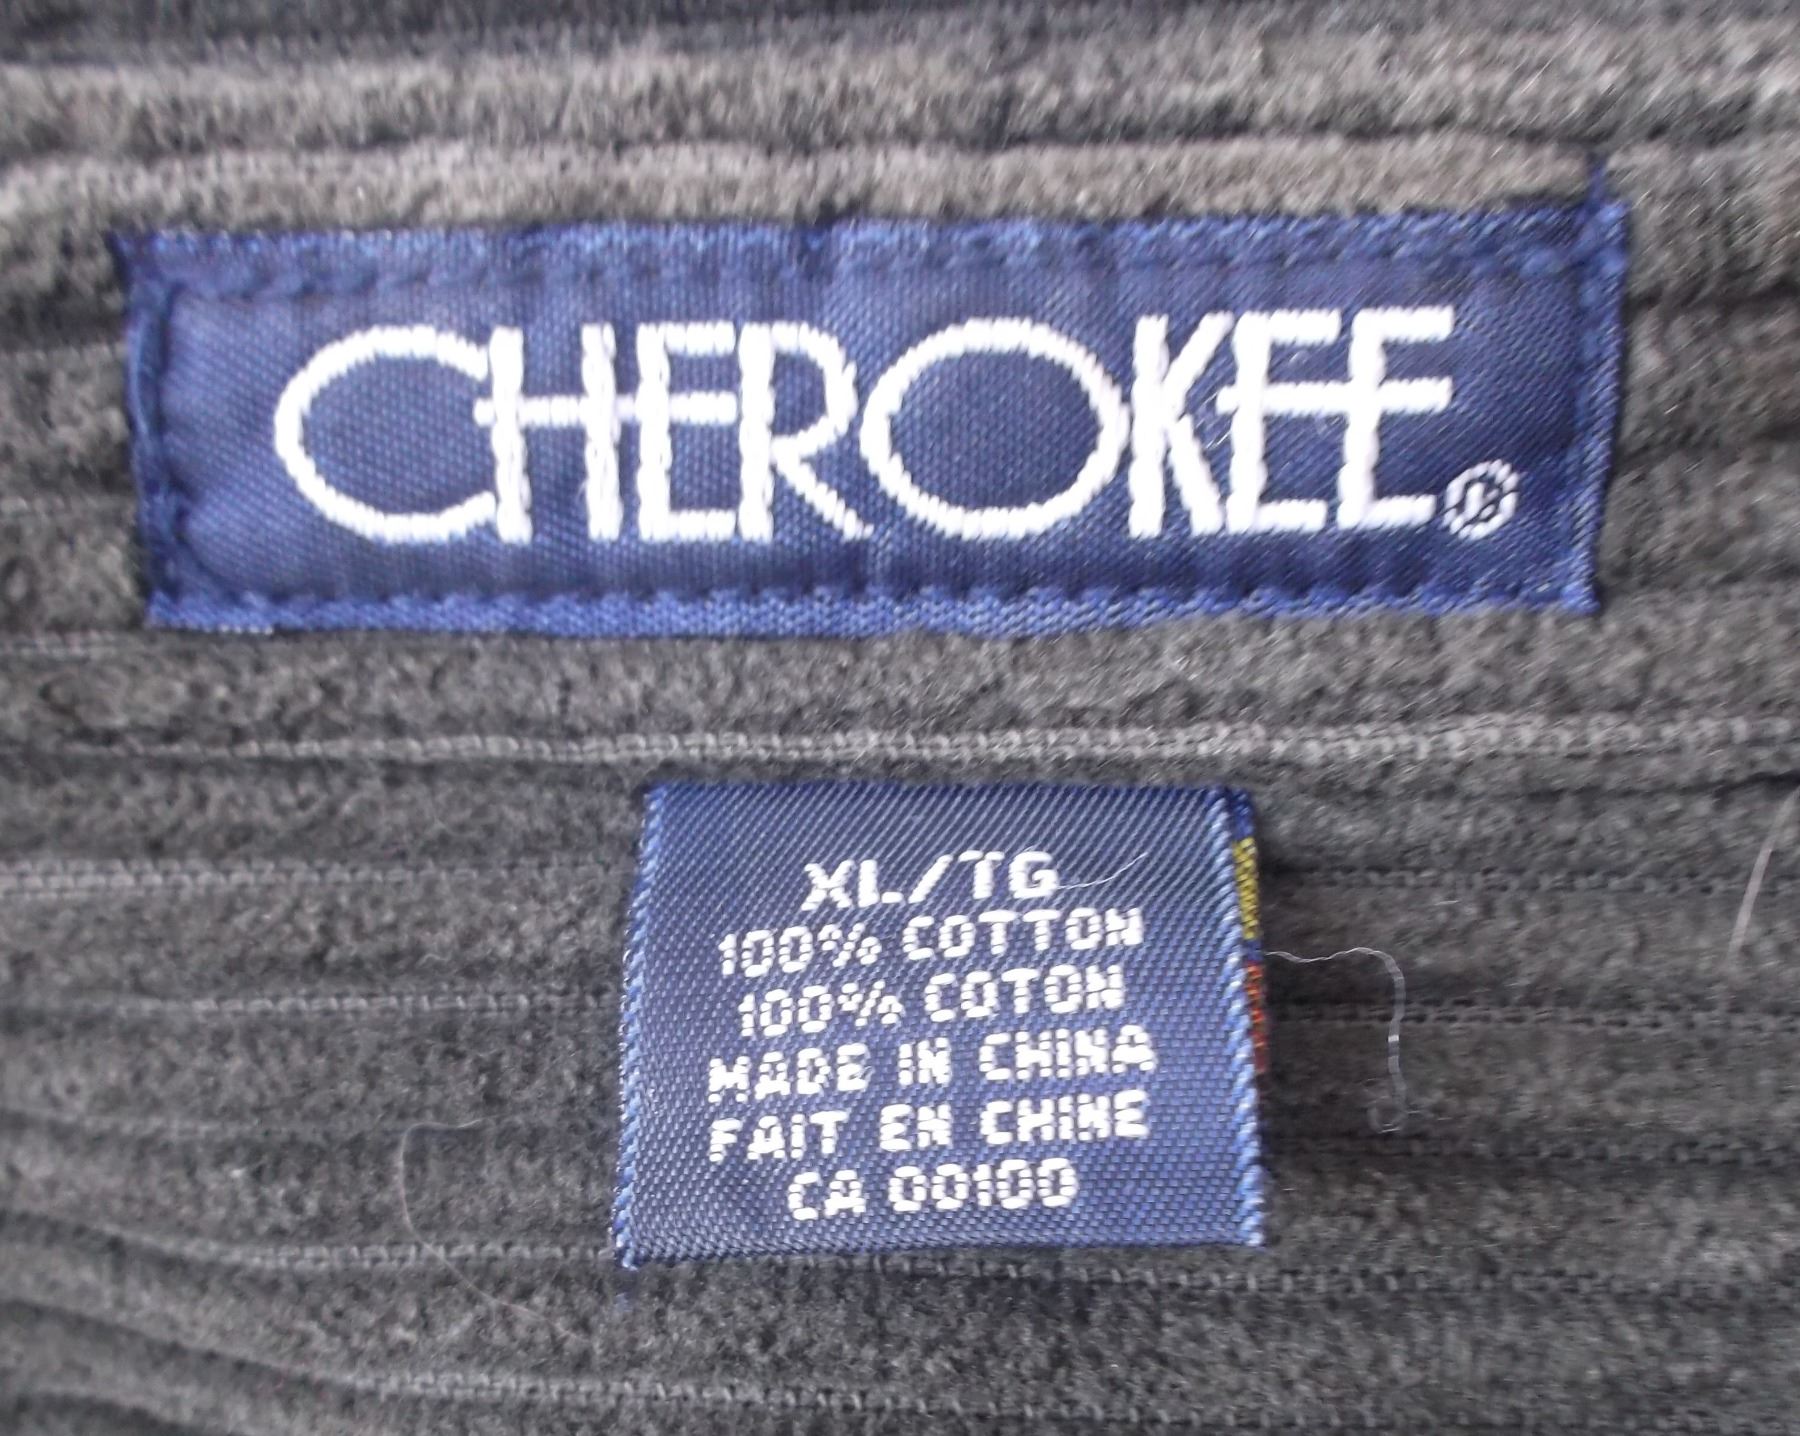 CHEROKEE®
XL/TG
100% COTTON
100% COTON
MADE IN CHINA
FAIT EN CHINE
CA 00100